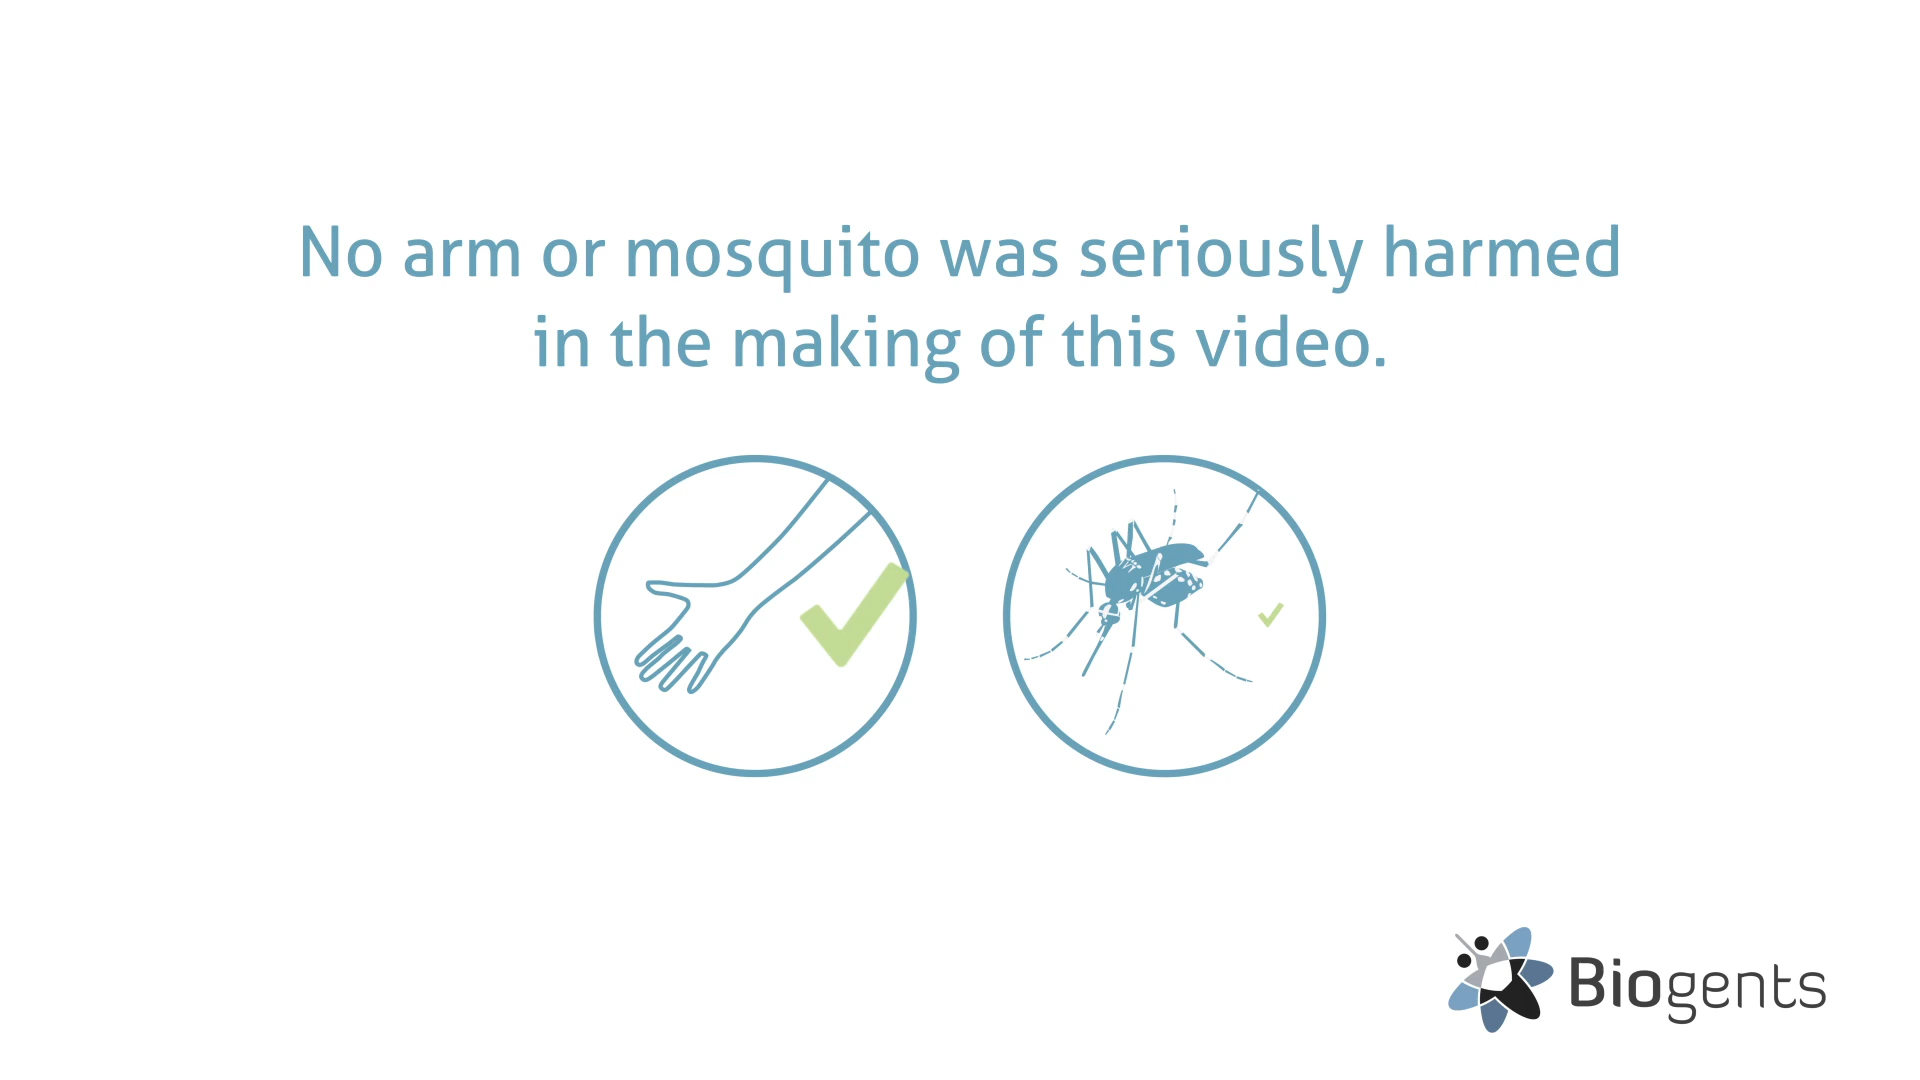 No arm or mosquito was seriously harmed
in the making of this video.
Biogents